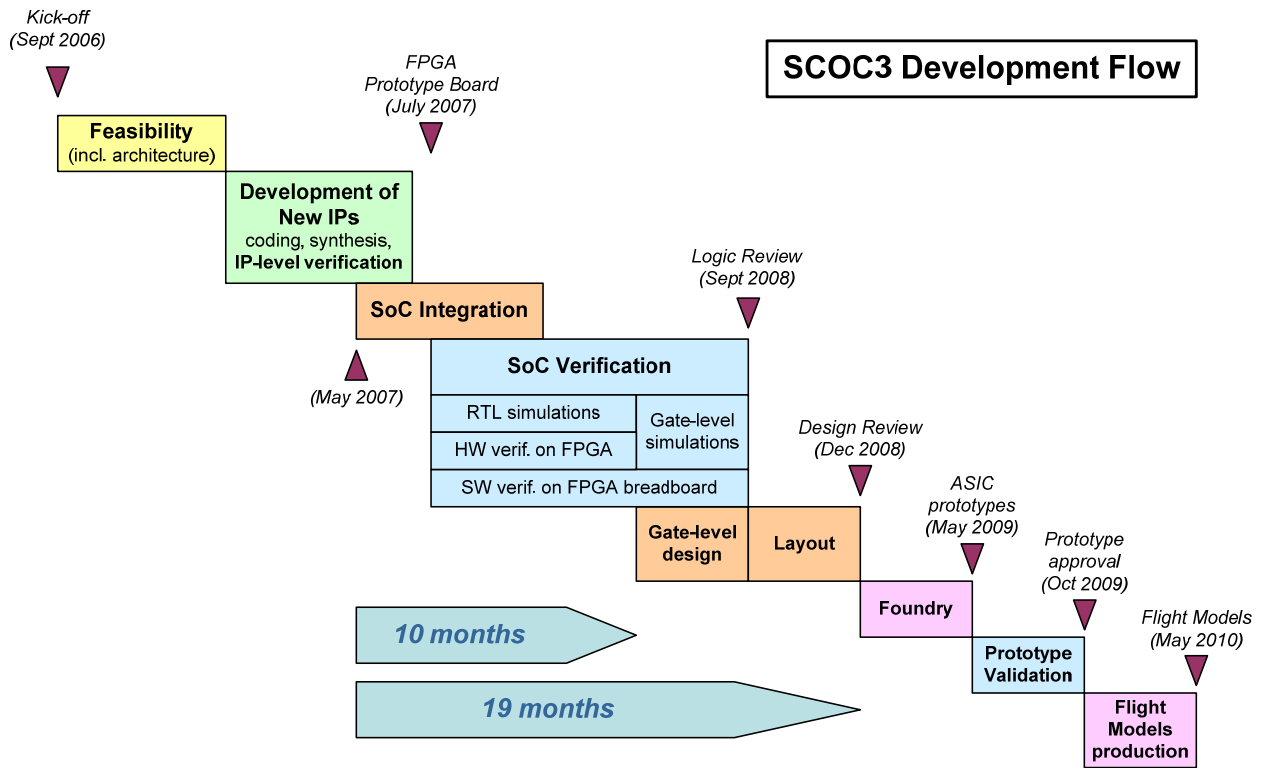 Kick-off
(Sept 2006)
FPGA
Prototype Board
(July 2007)
SCOC3 Development Flow
Feasibility
(incl. architecture)
Development of
New IPs
coding, synthesis,
IP-level verification
Logic Review
(Sept 2008)
SoC Integration
(May 2007)
SoC Verification
RTL simulations
Gate-level
simulations
HW verif. on FPGA
SW verif. on FPGA breadboard
Design Review
(Dec 2008)
Gate-level
design
Layout
ASIC
prototypes
(May 2009)
Foundry
Prototype
approval
(Oct 2009)
10 months
Prototype
Validation
Flight Models
(May 2010)
19 months
Flight
Models
production